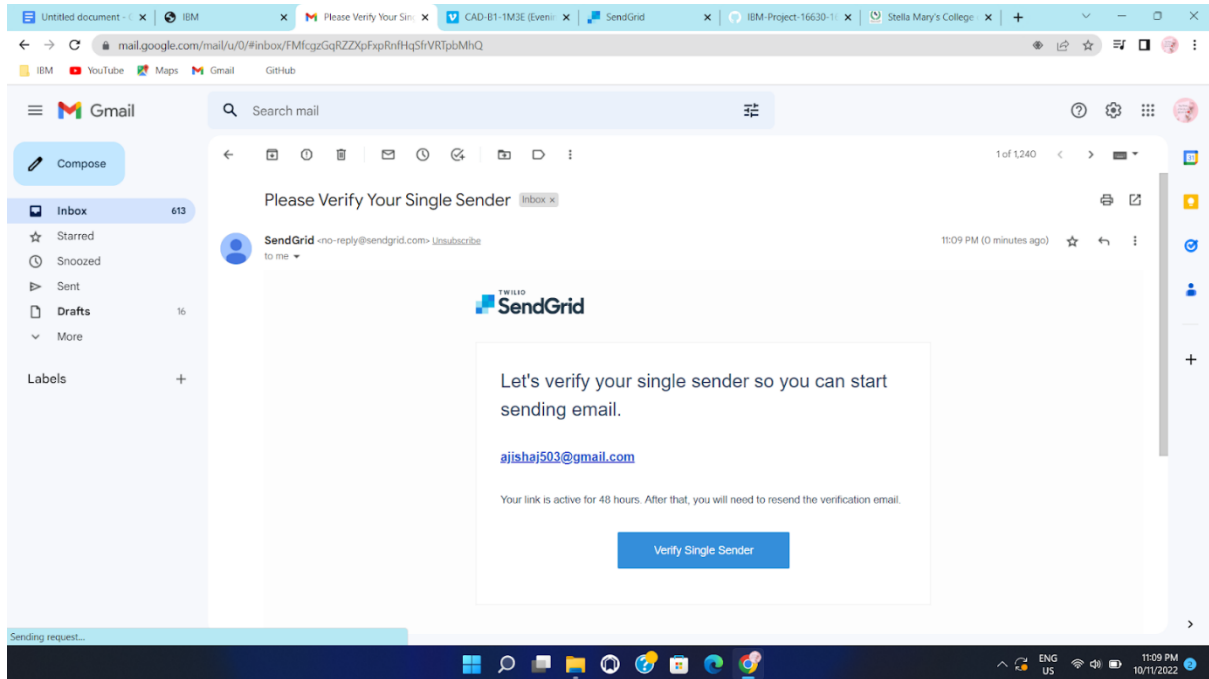 Untitled document - G
IBM
Please Verify Your Sing
CAD-B1-1M3E (Evenin
SendGrid
IBM-Project-16630-1
Stella Mary's College
mail.google.com/mail/u/0/#inbox/FMfcgzGqRZZXpFxpRnfHqSfrVRTpbMhQ
IBM
YouTube
Maps
Gmail
GitHub
Gmail
Search mail
Compose
1 of 1,240
Please Verify Your Single Sender
Inbox x
Inbox 613
Starred
Snoozed
Sent
Drafts 16
More
Labels
SendGrid <no-reply@sendgrid.com> Unsubscribe
11:09 PM (0 minutes ago)
to me
TWILIO
SendGrid
Let's verify your single sender so you can start
sending email.
ajishaj503@gmail.com
Your link is active for 48 hours. After that, you will need to resend the verification email.
Verify Single Sender
Sending request...
ENG
US
11:09 PM
10/11/2022
2